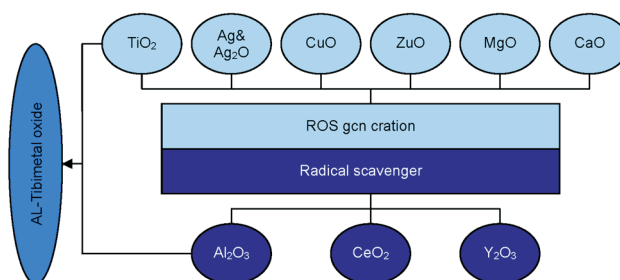 TiO₂
Ag&
Ag₂O
CuO
ZuO
MgO
CaO
AL-Tibimetal oxide
ROS gcn cration
Radical scavenger
Al₂O₃
CeO₂
Y₂O₃